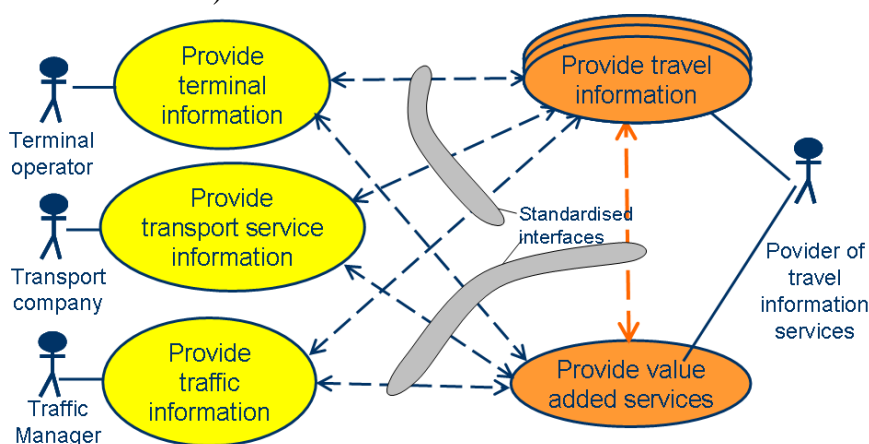 Provide
terminal
information
Terminal
operator
Provide
transport service
information
Transport
company
Provide
traffic
information
Traffic
Manager
Standardised
interfaces
Provide travel
information
Povider of
travel
information
services
Provide value
added services